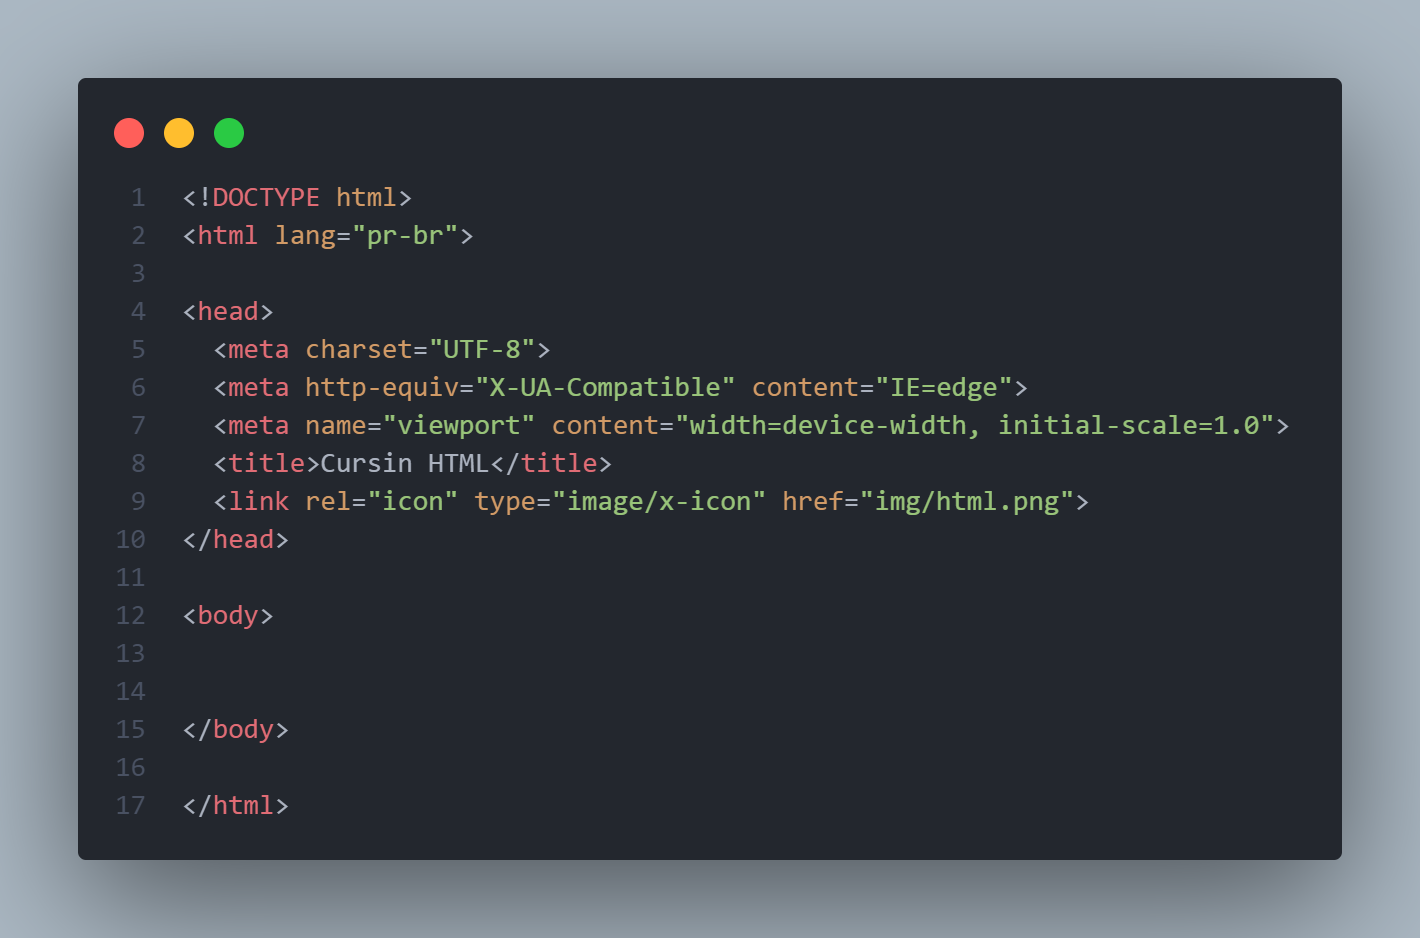 1 <!DOCTYPE html>
2 <html lang="pr-br">
3
4 <head>
5   <meta charset="UTF-8">
6   <meta http-equiv="X-UA-Compatible" content="IE=edge">
7   <meta name="viewport" content="width=device-width, initial-scale=1.0">
8   <title>Cursin HTML</title>
9   <link rel="icon" type="image/x-icon" href="img/html.png">
10 </head>
11
12 <body>
13
14
15 </body>
16
17 </html>